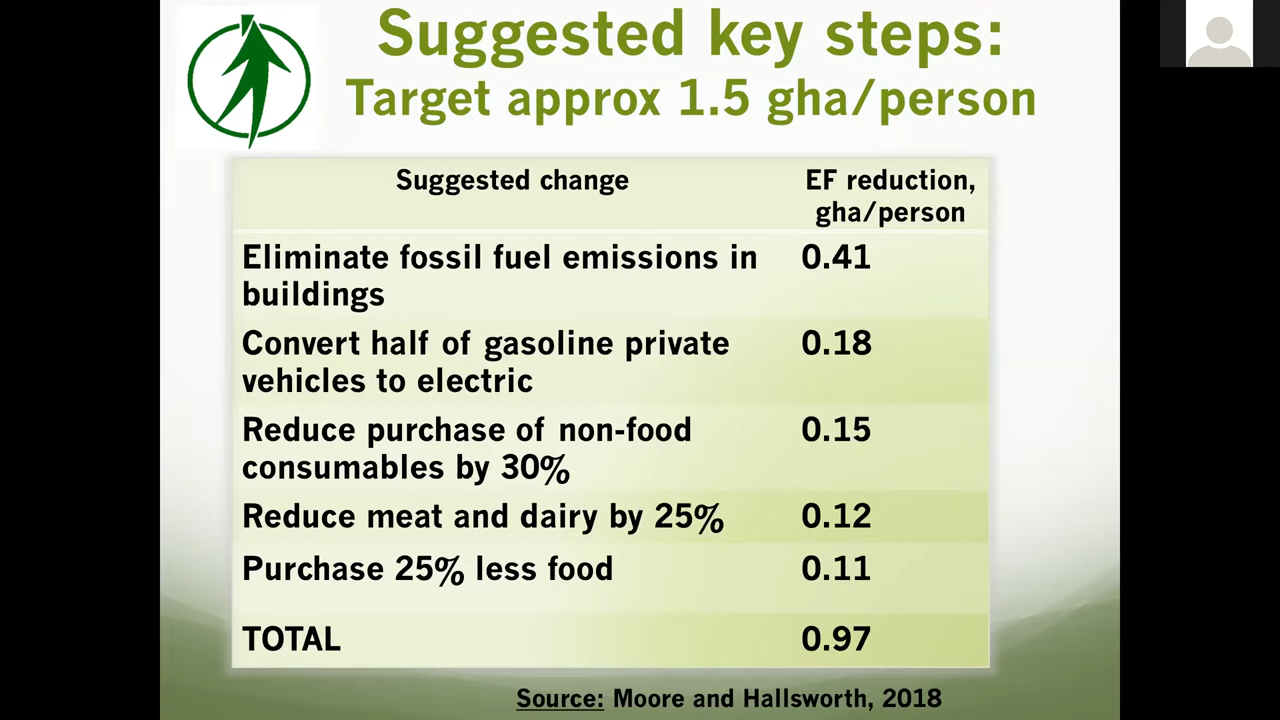 Suggested key steps:
Target approx 1.5 gha/person
Suggested change
EF reduction,
gha/person
Eliminate fossil fuel emissions in
buildings
0.41
Convert half of gasoline private
vehicles to electric
0.18
Reduce purchase of non-food
consumables by 30%
0.15
Reduce meat and dairy by 25%
0.12
Purchase 25% less food
0.11
TOTAL
0.97
Source: Moore and Hallsworth, 2018